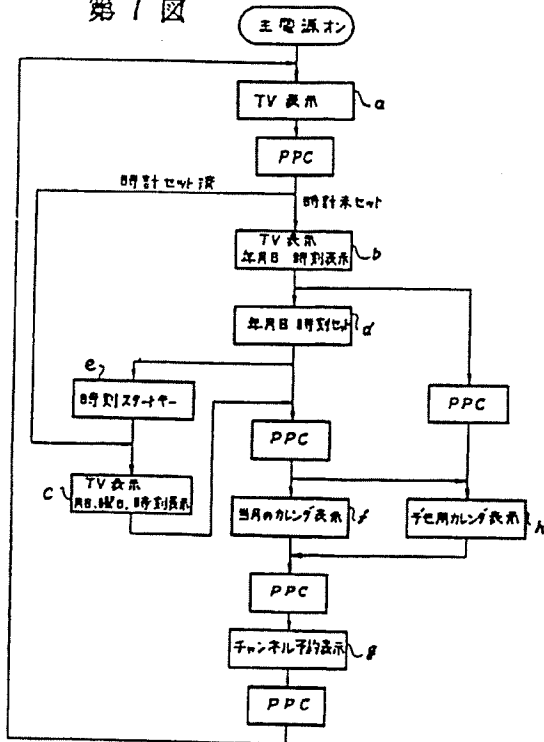 第7図
主電源オン
TV表示
a
PPC
時計セット済
時計未セット
TV表示
年月日 時刻表示
b
年月日 時刻セット
d
e
時刻スタートキー
PPC
PPC
c
TV表示
月日、曜日、時刻表示
当月のカレンダ表示
f
デモ用カレンダ表示
h
PPC
チャンネル予約表示
g
PPC